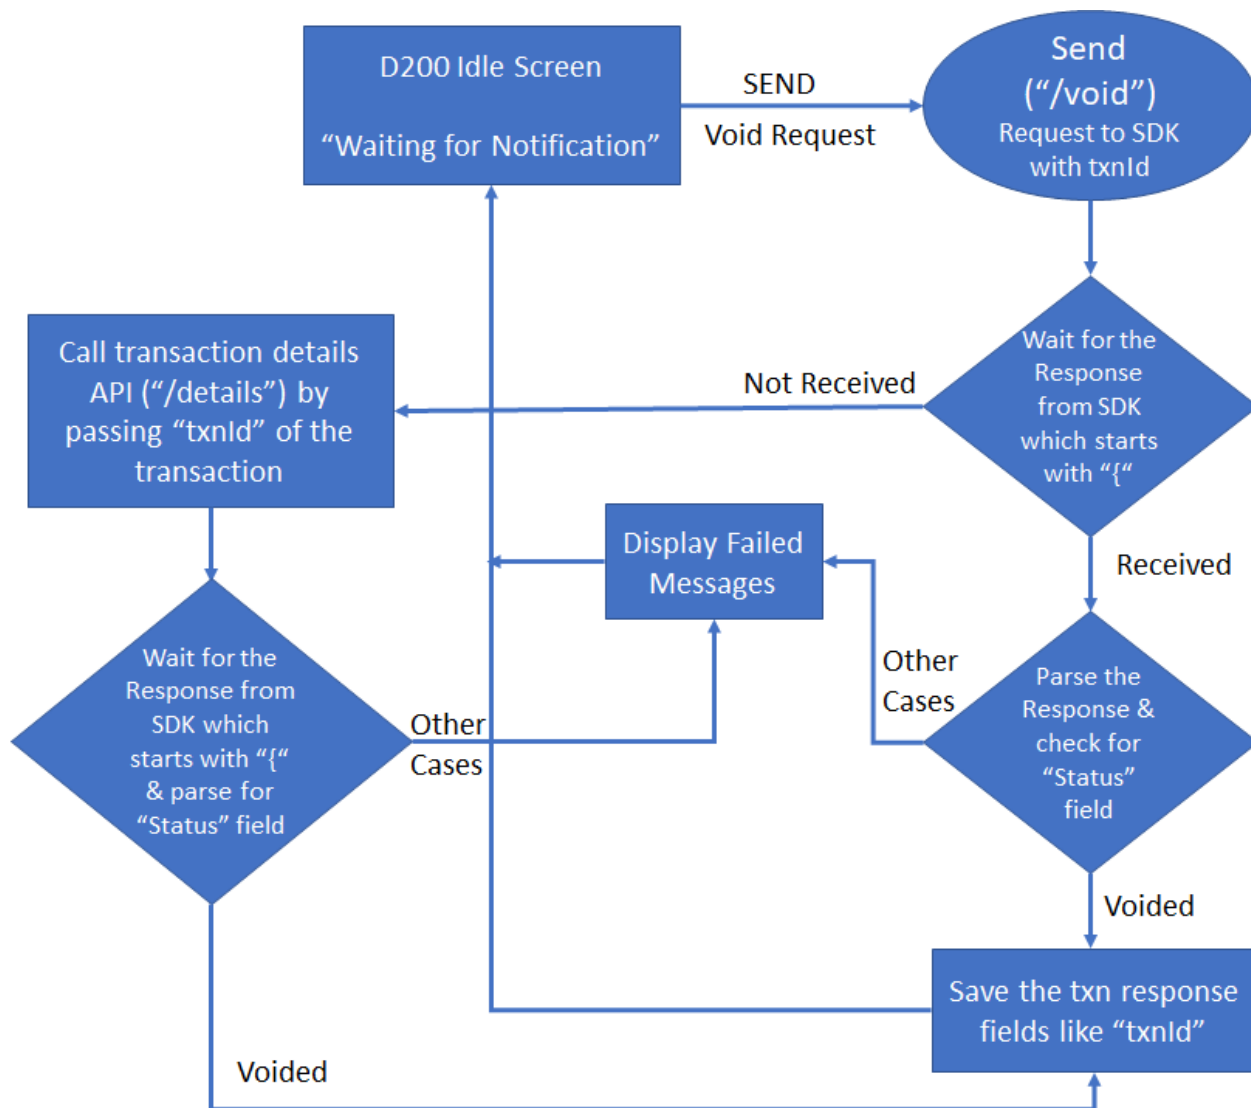 D200 Idle Screen
“Waiting for Notification”
SEND
Void Request
Send
(“/void”)
Request to SDK
with txnId
Wait for the
Response
from SDK
which starts
with “{“
Not Received
Call transaction details
API (“/details”) by
passing “txnId” of the
transaction
Received
Display Failed
Messages
Wait for the
Response from
SDK which
starts with “{“
& parse for
“Status” field
Other
Cases
Other
Cases
Parse the
Response &
check for
“Status”
field
Voided
Save the txn response
fields like “txnId”
Voided